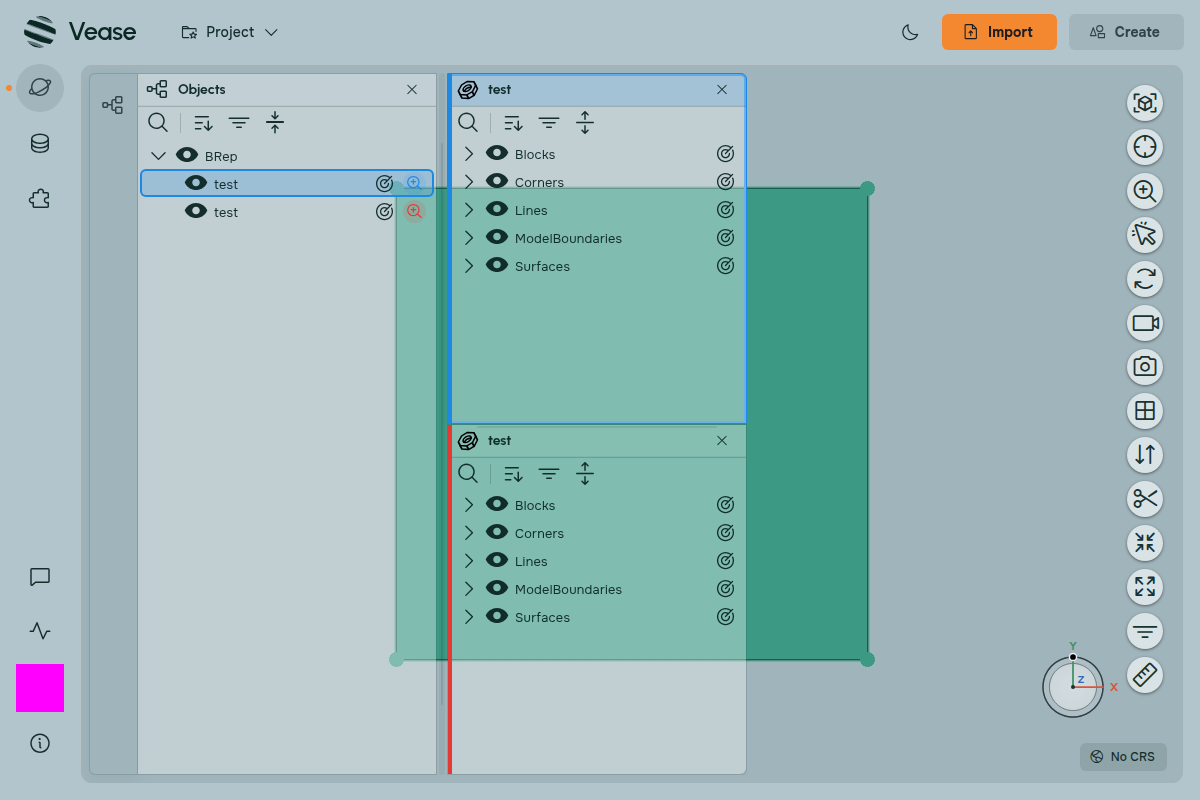 Vease
Project
Import
Create
Objects
BRep
test
test
test
Blocks
Corners
Lines
ModelBoundaries
Surfaces
test
Blocks
Corners
Lines
ModelBoundaries
Surfaces
Y
Z
X
No CRS